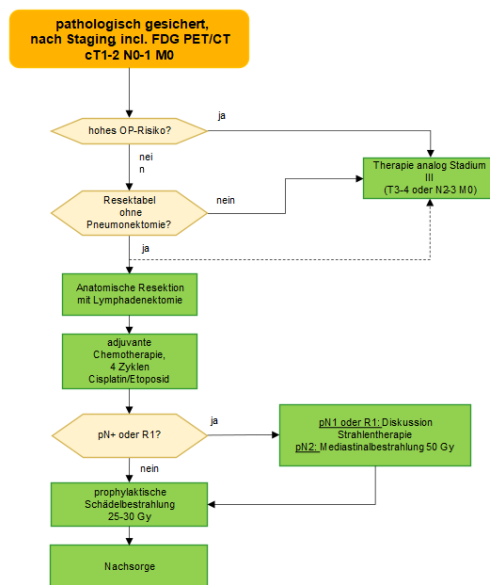 pathologisch gesichert,
nach Staging, incl. FDG PET/CT
cT1-2 N0-1 M0
hohes OP-Risiko?
ja
nei
n
Therapie analog Stadium
III
(T3-4 oder N2-3 M0)
Resektabel
ohne
Pneumonektomie?
nein
ja
Anatomische Resektion
mit Lymphadenektomie
adjuvante
Chemotherapie,
4 Zyklen
Cisplatin/Etoposid
pN+ oder R1?
ja
pN1 oder R1: Diskussion
Strahlentherapie
pN2: Mediastinalbestrahlung 50 Gy
nein
prophylaktische
Schädelbestrahlung
25-30 Gy
Nachsorge